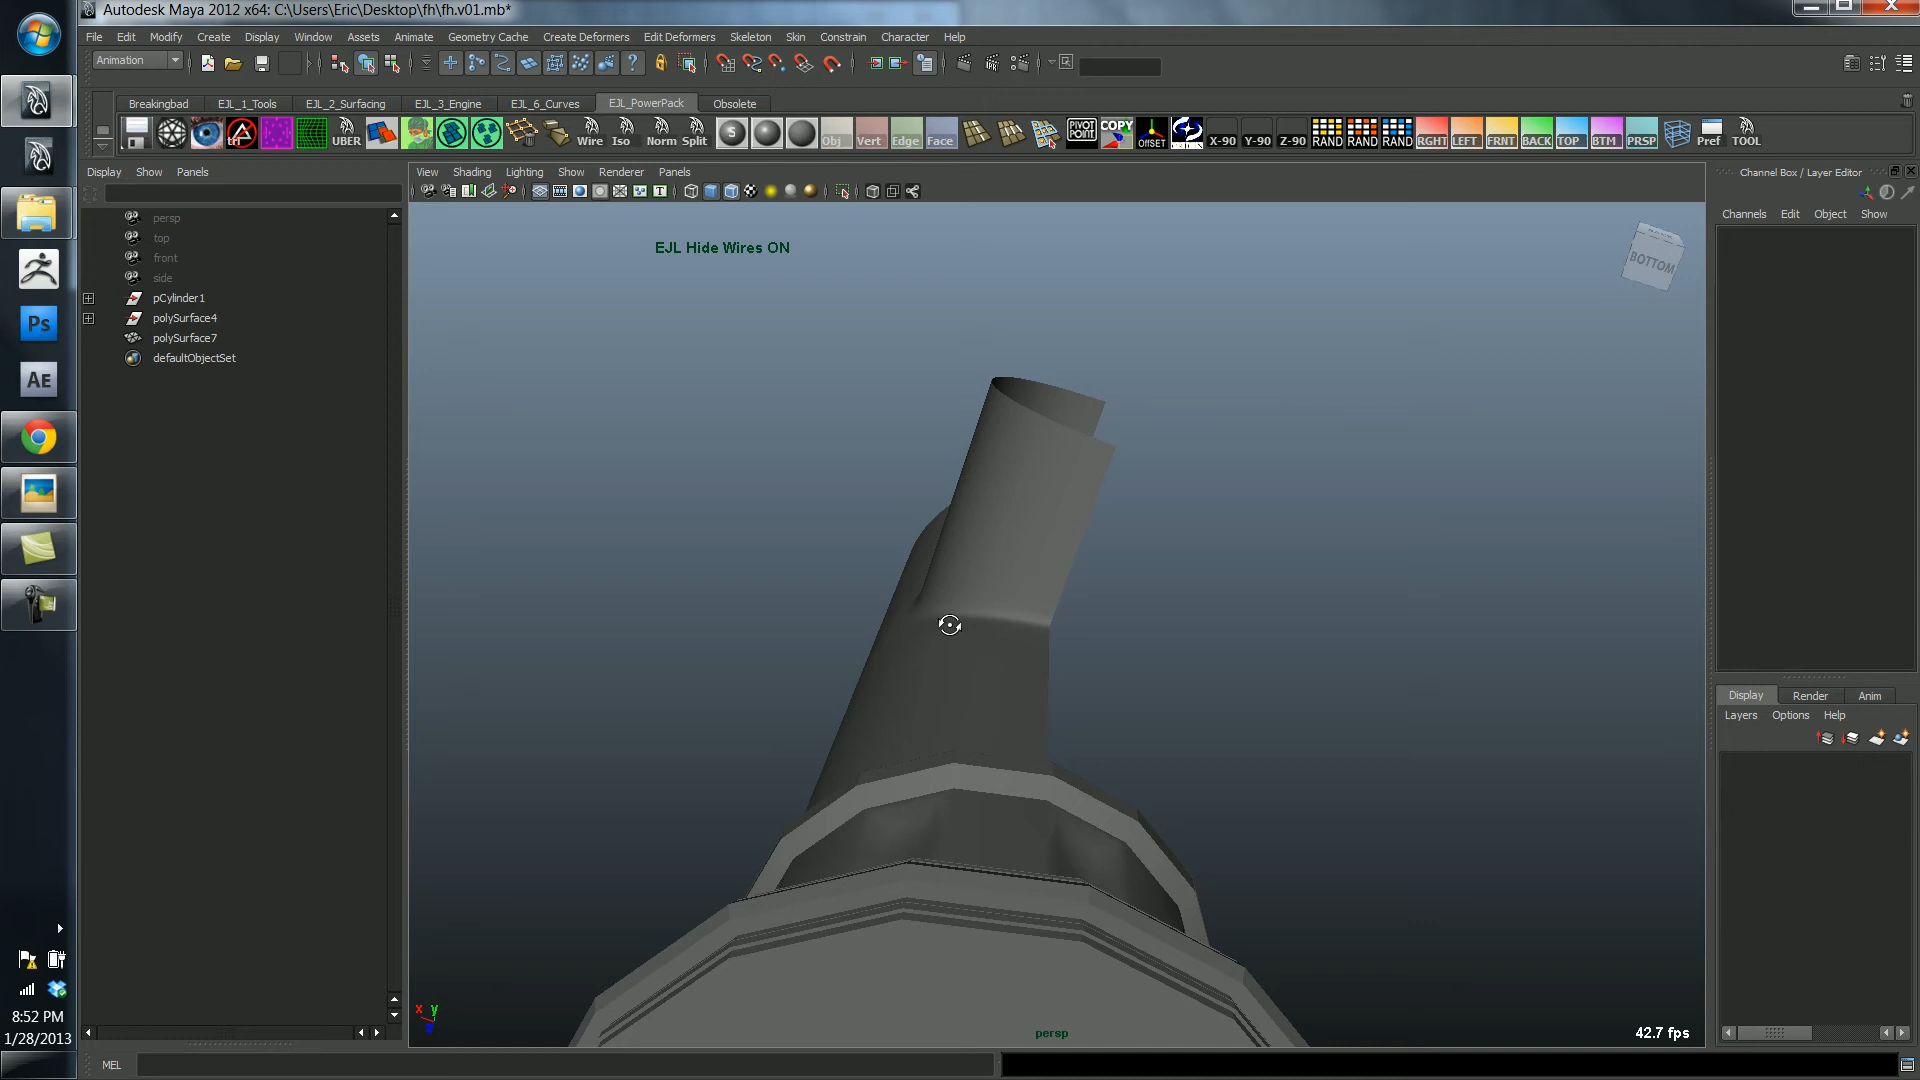 Autodesk Maya 2012 x64: C:\Users\Eric\Desktop\fh\fh.v01.mb*
File Edit Modify Create Display Window Assets Animate Geometry Cache Create Deformers Edit Deformers Skeleton Skin Constrain Character Help
Animation
Breakingbad EJL_1_Tools EJL_2_Surfacing EJL_3_Engine EJL_6_Curves EJL_PowerPack Obsolete
UBER Wire Iso Norm Split S Obj Vert Edge Face PIVOT POINT COPY OffSET X-90 Y-90 Z-90 RAND RAND RAND RGHT LEFT FRNT BACK TOP BTM PRSP Pref TOOL
Display Show Panels
View Shading Lighting Show Renderer Panels
Channel Box / Layer Editor
Channels Edit Object Show
persp
top
front
side
pCylinder1
polySurface4
polySurface7
defaultObjectSet
EJL Hide Wires ON
BOTTOM
Ps
AE
Display Render Anim
Layers Options Help
x y
z
persp
42.7 fps
8:52 PM
1/28/2013
MEL